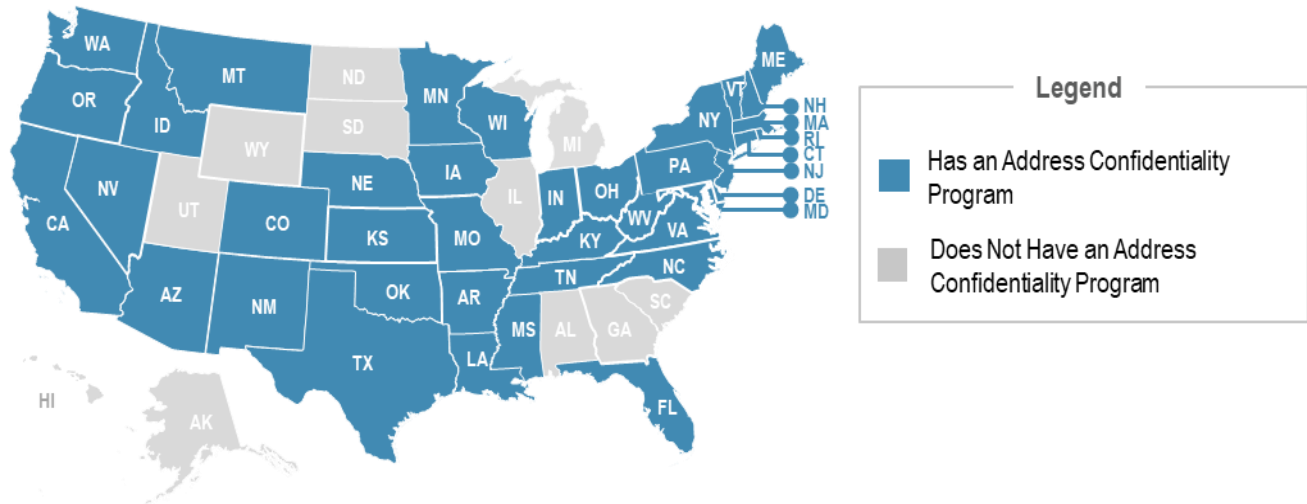 WA
MT
ND
MN
ME
OR
ID
SD
WI
VT
NH
NY
MA
WY
MI
RL
CT
IA
PA
NJ
NV
NE
IL
IN
OH
DE
UT
MD
CA
CO
WV
VA
KS
MO
KY
NC
TN
AZ
NM
OK
AR
SC
MS
AL
GA
TX
LA
HI
AK
FL
Legend
Has an Address Confidentiality
Program
Does Not Have an Address
Confidentiality Program